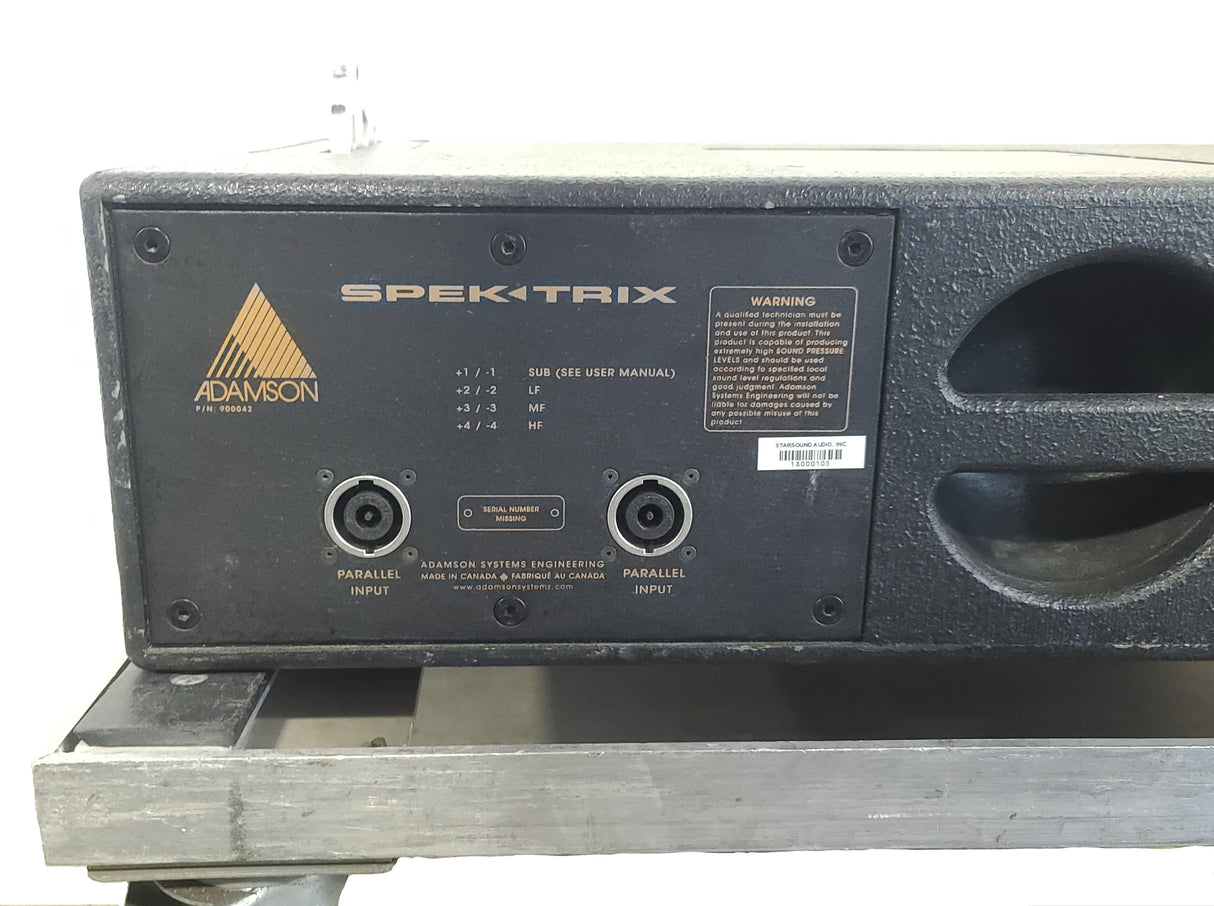 SPEK TRIX
ADAMSON
P/N: 900042
+1 / -1 SUB (SEE USER MANUAL)
+2 / -2 LF
+3 / -3 MF
+4 / -4 HF
WARNING
A qualified technician must be
present during the installation
and use of this product. This
product is capable of producing
extremely high SOUND PRESSURE
LEVELS and should be used
according to specified local
sound level regulations and
good judgment. Adamson
Systems Engineering will not be
liable for damages caused by
any possible misuse of this
product
STARSOUND AUDIO, INC.
18000105
SERIAL NUMBER
MISSING
PARALLEL
INPUT
ADAMSON SYSTEMS ENGINEERING
MADE IN CANADA FABRIQUÉ AU CANADA
www.adamsonsystems.com
PARALLEL
INPUT